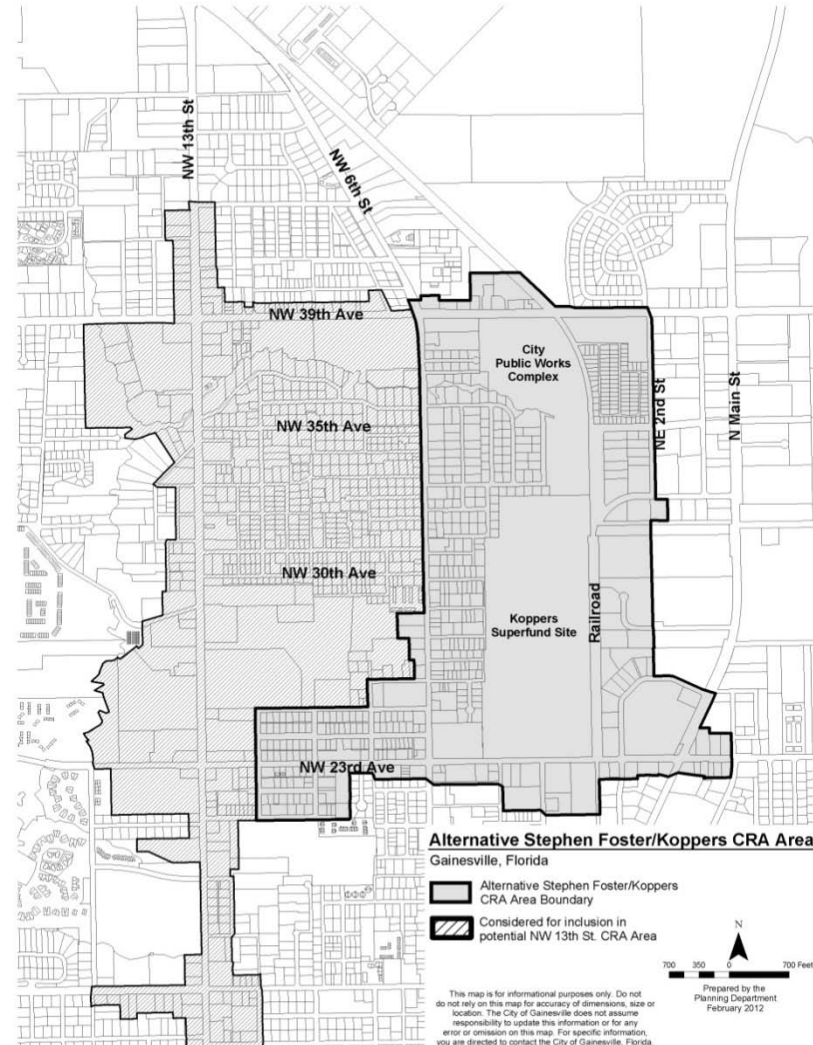 NW 13th St
NW 6th St
NW 39th Ave
City
Public Works
Complex
NW 35th Ave
NE 2nd St
N Main St
NW 30th Ave
Koppers
Superfund Site
Railroad
NW 23rd Ave
Alternative Stephen Foster/Koppers CRA Area
Gainesville, Florida
Alternative Stephen Foster/Koppers
CRA Area Boundary
Considered for inclusion in
potential NW 13th St. CRA Area
N
700 350 0 700 Feet
Prepared by the
Planning Department
February 2012
This map is for informational purposes only. Do not
do not rely on this map for accuracy of dimensions, size or
location. The City of Gainesville does not assume
responsibility to update this information or for any
error or omission on this map. For specific information,
you are directed to contact the City of Gainesville, Florida.